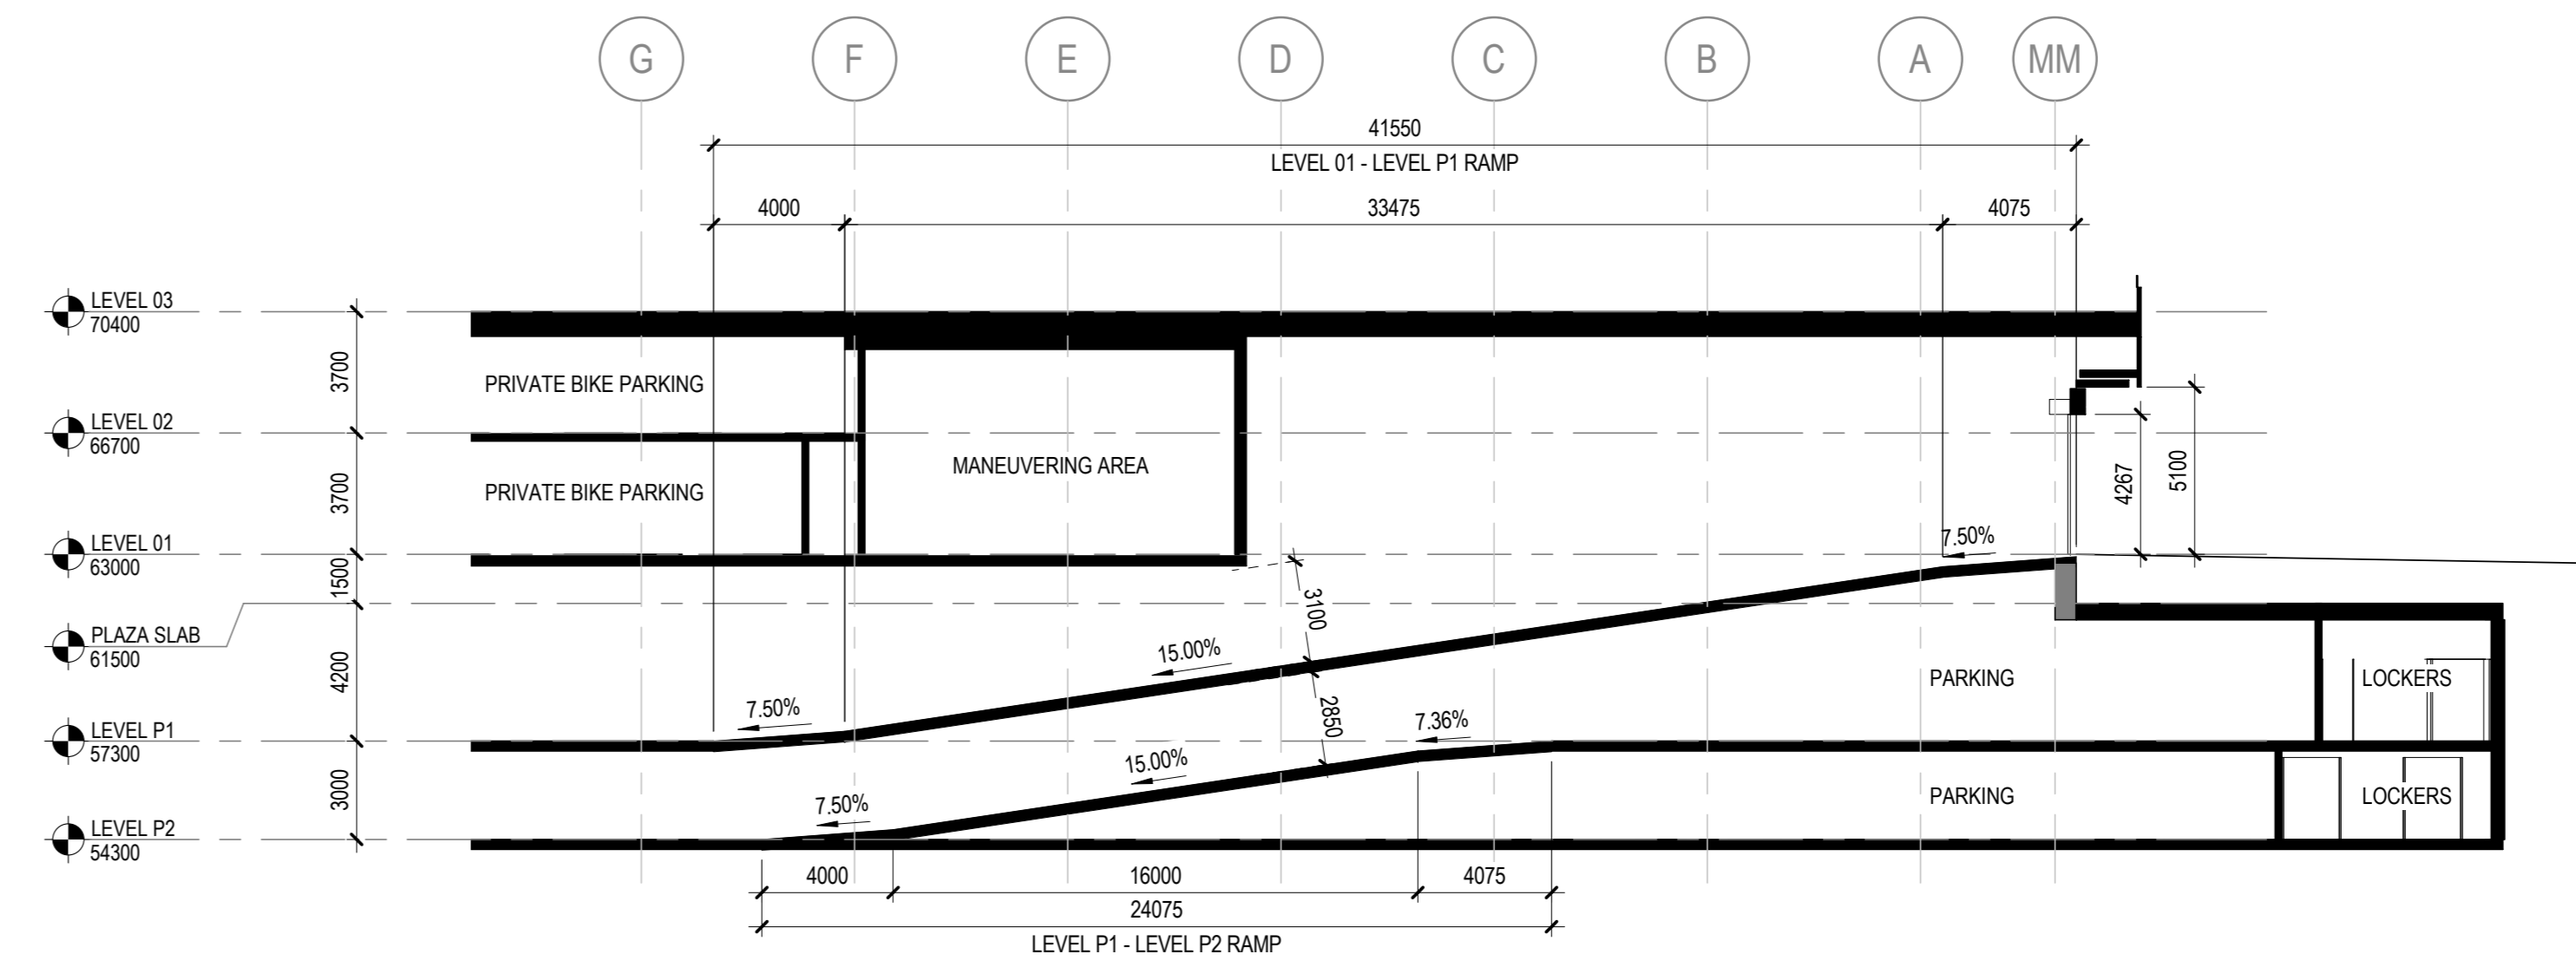 G F E D C B A MM
41550
LEVEL 01 - LEVEL P1 RAMP
4000 33475 4075
LEVEL 03
70400
3700
PRIVATE BIKE PARKING
LEVEL 02
66700
3700
PRIVATE BIKE PARKING
MANEUVERING AREA
4267
5100
LEVEL 01
63000
7.50%
1500
3100
PLAZA SLAB
61500
4200
15.00%
PARKING
LOCKERS
7.50%
2850
7.36%
LEVEL P1
57300
15.00%
3000
7.50%
PARKING
LOCKERS
LEVEL P2
54300
4000 16000 4075
24075
LEVEL P1 - LEVEL P2 RAMP